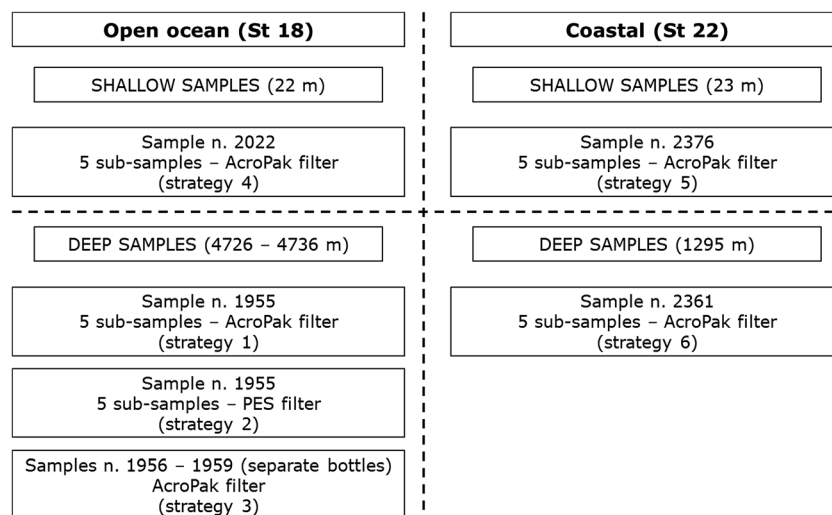 Open ocean (St 18)
SHALLOW SAMPLES (22 m)
Sample n. 2022
5 sub-samples – AcroPak filter
(strategy 4)
DEEP SAMPLES (4726 – 4736 m)
Sample n. 1955
5 sub-samples – AcroPak filter
(strategy 1)
Sample n. 1955
5 sub-samples – PES filter
(strategy 2)
Samples n. 1956 – 1959 (separate bottles)
AcroPak filter
(strategy 3)
Coastal (St 22)
SHALLOW SAMPLES (23 m)
Sample n. 2376
5 sub-samples – AcroPak filter
(strategy 5)
DEEP SAMPLES (1295 m)
Sample n. 2361
5 sub-samples – AcroPak filter
(strategy 6)